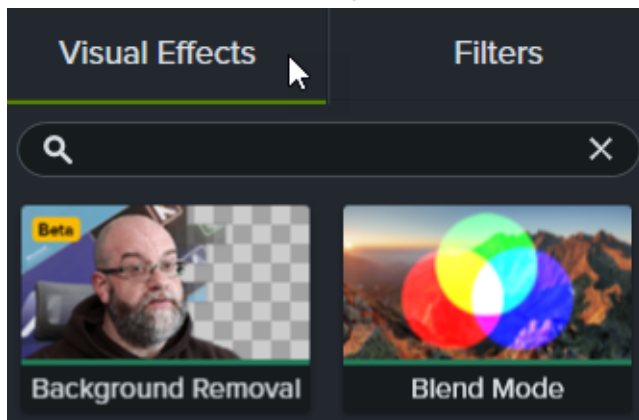 Visual Effects
Filters
Beta
Background Removal
Blend Mode